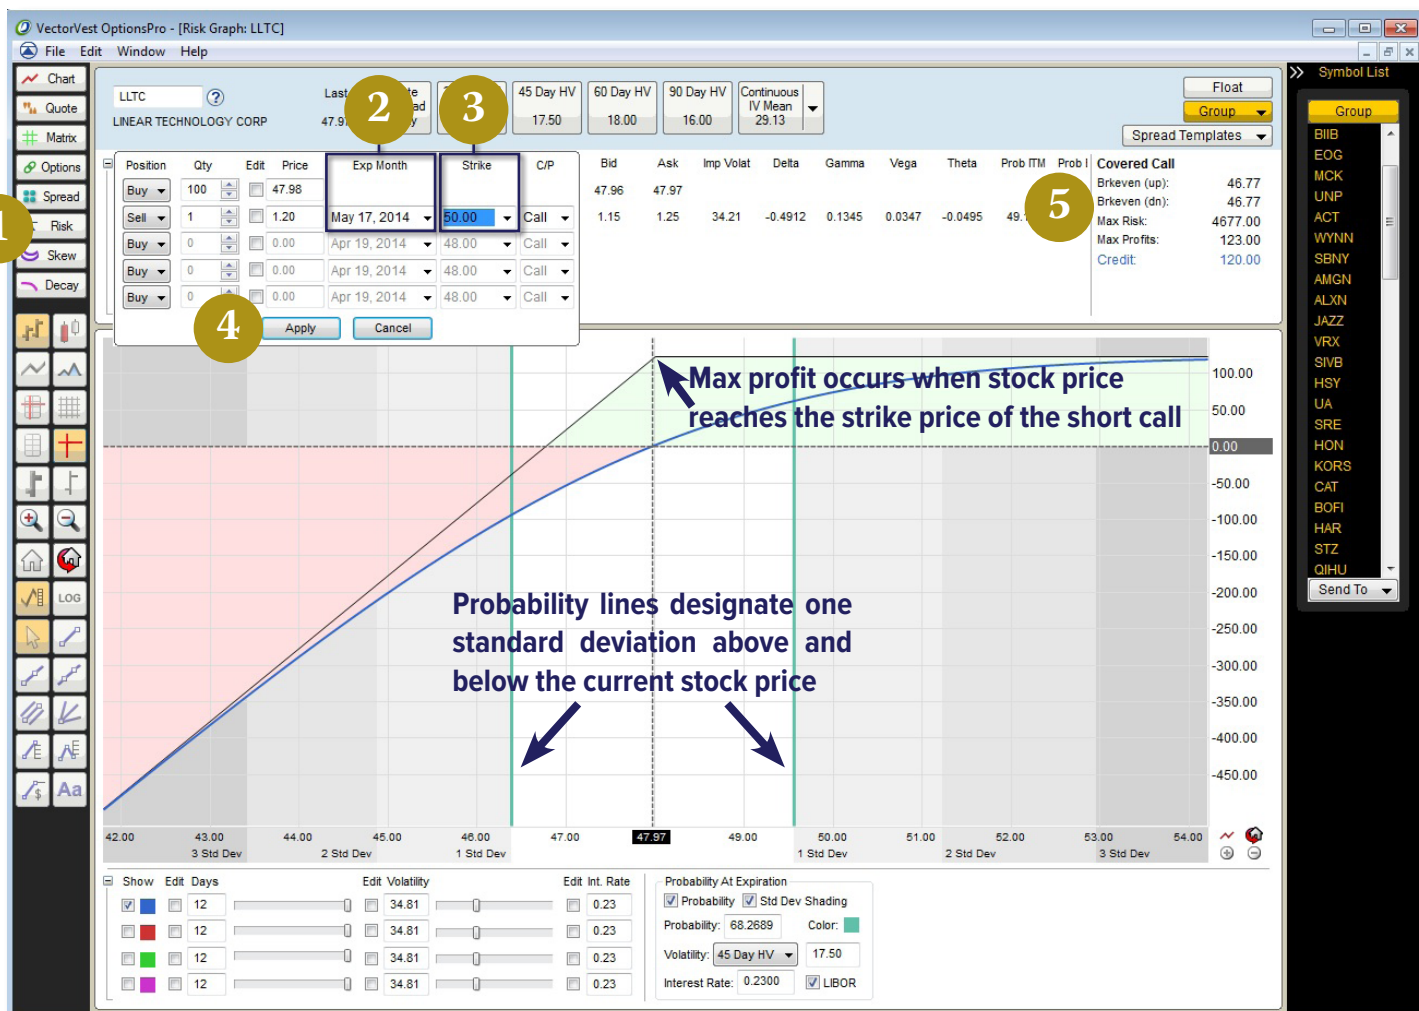 VectorVest OptionsPro - [Risk Graph: LLTC]
File Edit Window Help
Chart
Quote
Matrix
Options
Spread
Risk
Skew
Decay
LOG
Aa
1
LLTC
?
LINEAR TECHNOLOGY CORP
Last
47.97
2
3
45 Day HV
17.50
60 Day HV
18.00
90 Day HV
16.00
Continuous
IV Mean
29.13
Float
Group
Spread Templates
Position Qty Edit Price Exp Month Strike C/P Bid Ask Imp Volat Delta Gamma Vega Theta Prob ITM
Buy 100 47.98 47.96 47.97
Sell 1 1.20 May 17, 2014 50.00 Call 1.15 1.25 34.21 -0.4912 0.1345 0.0347 -0.0495
Buy 0 0.00 Apr 19, 2014 48.00 Call
Buy 0 0.00 Apr 19, 2014 48.00 Call
Buy 0 0.00 Apr 19, 2014 48.00 Call
4
Apply Cancel
5
Covered Call
Brkeven (up): 46.77
Brkeven (dn): 46.77
Max Risk: 4677.00
Max Profits: 123.00
Credit: 120.00
Max profit occurs when stock price
reaches the strike price of the short call
Probability lines designate one
standard deviation above and
below the current stock price
100.00
50.00
0.00
-50.00
-100.00
-150.00
-200.00
-250.00
-300.00
-350.00
-400.00
-450.00
42.00 43.00 44.00 45.00 46.00 47.00 47.97 49.00 50.00 51.00 52.00 53.00 54.00
3 Std Dev 2 Std Dev 1 Std Dev 1 Std Dev 2 Std Dev 3 Std Dev
Show Edit Days Edit Volatility Edit Int. Rate
12 34.81 0.23
12 34.81 0.23
12 34.81 0.23
12 34.81 0.23
Probability At Expiration
Probability Std Dev Shading
Probability: 68.2689 Color:
Volatility: 45 Day HV 17.50
Interest Rate: 0.2300 LIBOR
Symbol List
Group
BIIB
EOG
MCK
UNP
ACT
WYNN
SBNY
AMGN
ALXN
JAZZ
VRX
SIVB
HSY
UA
SRE
HON
KORS
CAT
BOFI
HAR
STZ
QIHU
Send To